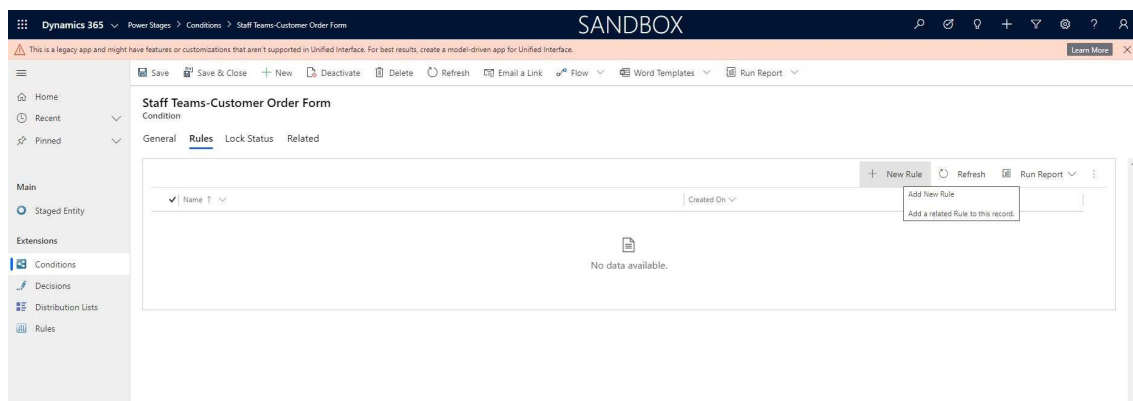 Dynamics 365 Power Stages > Conditions > Staff Teams-Customer Order Form SANDBOX
This is a legacy app and might have features or customizations that aren't supported in Unified Interface. For best results, create a model-driven app for Unified Interface. Learn More
Save Save & Close New Deactivate Delete Refresh Email a Link Flow Word Templates Run Report
Home
Recent
Pinned
Main
Staged Entity
Extensions
Conditions
Decisions
Distribution Lists
Rules
Staff Teams-Customer Order Form
Condition
General Rules Lock Status Related
New Rule Refresh Run Report
Add New Rule
Add a related Rule to this record.
Name ↑ Created On
No data available.